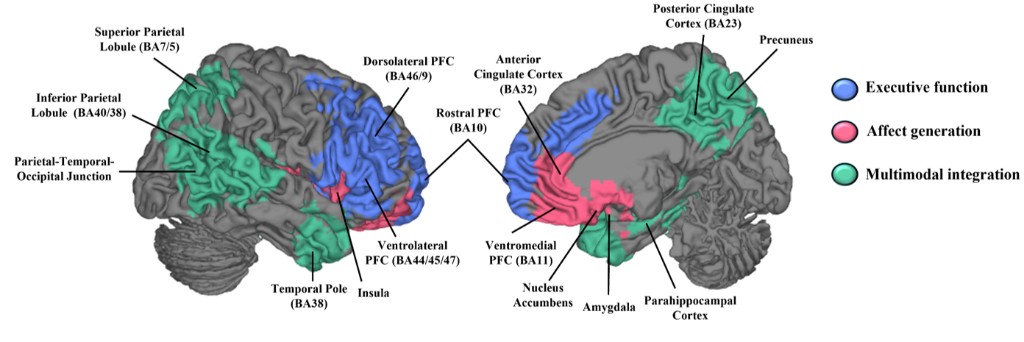 Superior Parietal
Lobule (BA7/5)
Inferior Parietal
Lobule (BA40/38)
Parietal-Temporal-
Occipital Junction
Dorsolateral PFC
(BA46/9)
Rostral PFC
(BA10)
Temporal Pole
(BA38)
Insula
Ventrolateral
PFC (BA44/45/47)
Anterior
Cingulate Cortex
(BA32)
Posterior Cingulate
Cortex (BA23)
Precuneus
Ventromedial
PFC (BA11)
Nucleus
Accumbens
Amygdala
Parahippocampal
Cortex
Executive function
Affect generation
Multimodal integration